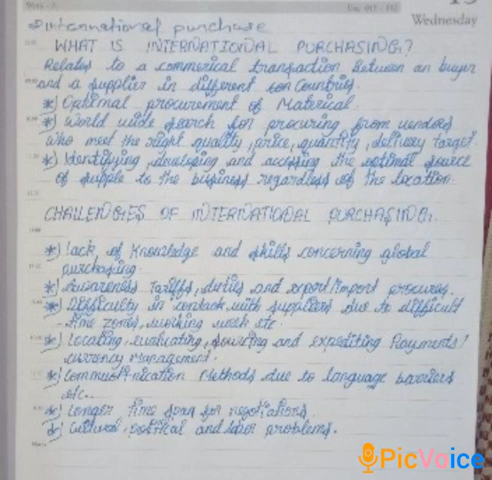 Wednesday
International purchase
WHAT IS INTERNATIONAL PURCHASING?
Relates to a commerical transaction between an buyer
and a supplier in different Countries.
*) Optimal procurement of Material.
*) World wide search for procuring from vendors
who meet the right quality, price, quantity, delivery target.
*) Identifying, developing and accessing the optimal source
of supple to the business regardless of the location.
CHALLENGES OF INTERNATIONAL PURCHASING.
*) lack of Knowledge and skills concerning global
purchasing.
* Awareness Tariffs, duties and export/import process.
*) Difficulty in contack with suppliers due to difficult
time zones, working week etc.
*) Locating, evaluating, sourcing and expediting Payments/
currency management.
*) Communication Methods due to language barriers
etc..
*) Longer time span for negotiations.
*) Cultural, political and labor problems.
PicVoice